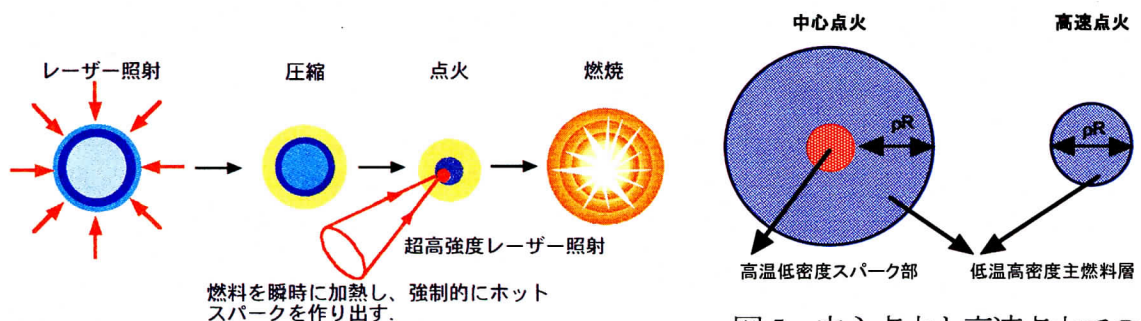 レーザー照射
圧縮
点火
燃焼
超高強度レーザー照射
燃料を瞬時に加熱し、強制的にホット
スパークを作り出す.
中心点火
高速点火
ρR
ρR
高温低密度スパーク部
低温高密度主燃料層